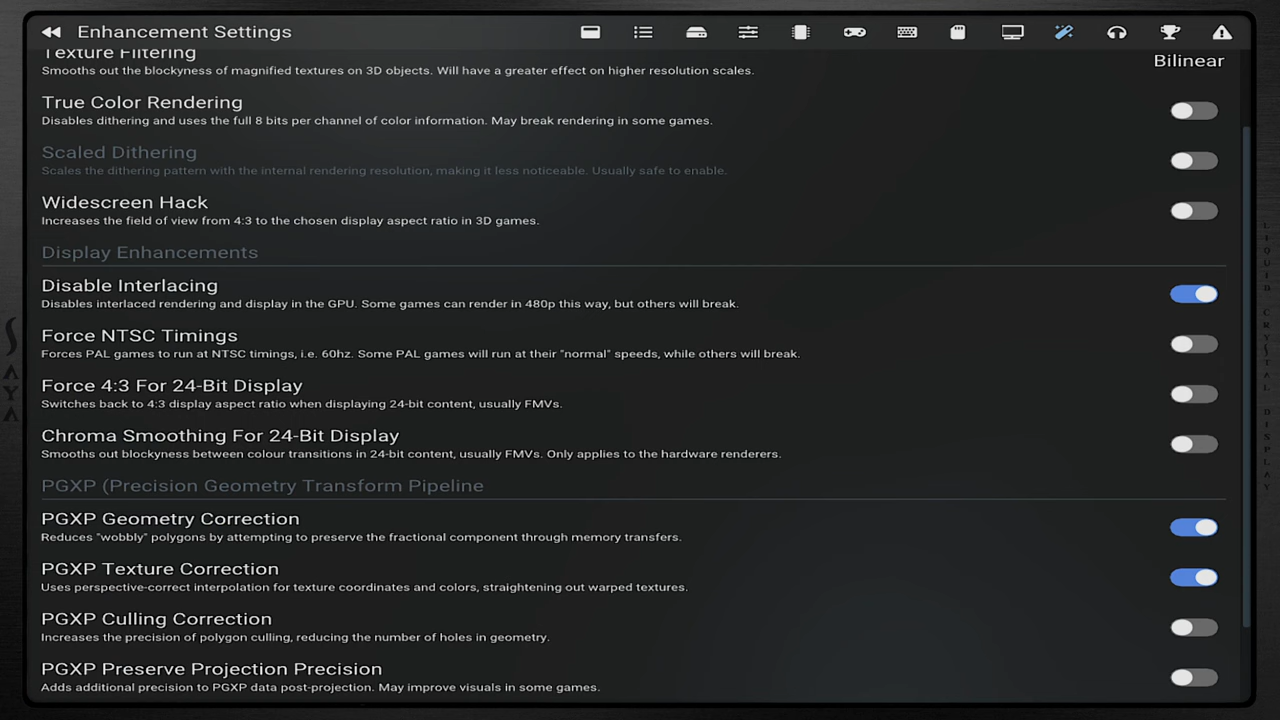 Enhancement Settings
Texture Filtering
Smooths out the blockyness of magnified textures on 3D objects. Will have a greater effect on higher resolution scales.
Bilinear
True Color Rendering
Disables dithering and uses the full 8 bits per channel of color information. May break rendering in some games.
Scaled Dithering
Scales the dithering pattern with the internal rendering resolution, making it less noticeable. Usually safe to enable.
Widescreen Hack
Increases the field of view from 4:3 to the chosen display aspect ratio in 3D games.
Display Enhancements
Disable Interlacing
Disables interlaced rendering and display in the GPU. Some games can render in 480p this way, but others will break.
Force NTSC Timings
Forces PAL games to run at NTSC timings, i.e. 60hz. Some PAL games will run at their "normal" speeds, while others will break.
Force 4:3 For 24-Bit Display
Switches back to 4:3 display aspect ratio when displaying 24-bit content, usually FMVs.
Chroma Smoothing For 24-Bit Display
Smooths out blockyness between colour transitions in 24-bit content, usually FMVs. Only applies to the hardware renderers.
PGXP (Precision Geometry Transform Pipeline
PGXP Geometry Correction
Reduces "wobbly" polygons by attempting to preserve the fractional component through memory transfers.
PGXP Texture Correction
Uses perspective-correct interpolation for texture coordinates and colors, straightening out warped textures.
PGXP Culling Correction
Increases the precision of polygon culling, reducing the number of holes in geometry.
PGXP Preserve Projection Precision
Adds additional precision to PGXP data post-projection. May improve visuals in some games.
LIQUID CRYSTAL DISPLAY